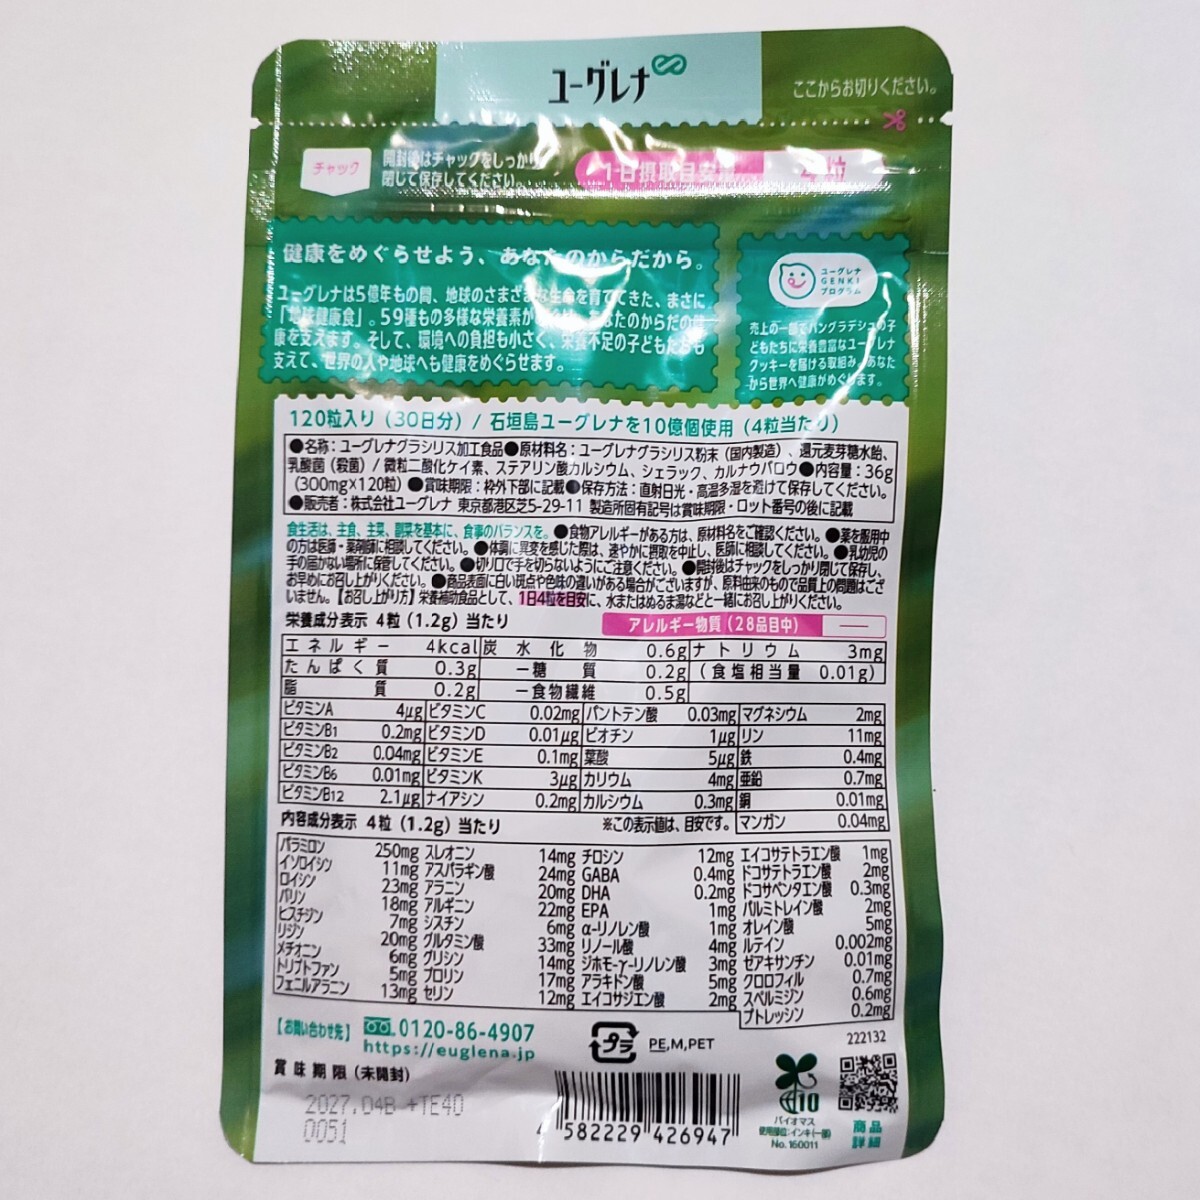 ユーグレナ
ここからお切りください。
チャック
開封後はチャックをしっかり
閉じて保存してください。
1日摂取目安量 4粒
健康をめぐらせよう、あなたのからだから。
ユーグレナは5億年もの間、地球のさまざまな生命を育ててきた、まさに
「地球健康食」。59種もの多様な栄養素が、あなたのからだの健
康を支えます。そして、環境への負担も小さく、栄養不足の子どもたちも
支えて、世界の人や地球へも健康をめぐらせます。
ユーグレナ
GENKI
プログラム
売上の一部でバングラデシュの子
どもたちに栄養豊富なユーグレナ
クッキーを届ける取組み。あなた
から世界へ健康がめぐります。
120粒入り（30日分）/ 石垣島ユーグレナを10億個使用（4粒当たり）
●名称：ユーグレナグラシリス加工食品●原材料名：ユーグレナグラシリス粉末（国内製造）、還元麦芽糖水飴、
乳酸菌（殺菌）/ 微粒二酸化ケイ素、ステアリン酸カルシウム、シェラック、カルナウバロウ●内容量：36g
（300mg×120粒）●賞味期限：枠外下部に記載●保存方法：直射日光・高温多湿を避けて保存してください。
●販売者：株式会社ユーグレナ 東京都港区芝5-29-11 製造所固有記号は賞味期限・ロット番号の後に記載
食生活は、主食、主菜、副菜を基本に、食事のバランスを。●食物アレルギーがある方は、原材料名をご確認ください。●薬を服用中
の方は医師・薬剤師に相談してください。●体調に異変を感じた際は、速やかに摂取を中止し、医師に相談してください。●乳幼児の
手の届かない場所に保管してください。●切り口で手を切らないようにご注意ください。●開封後はチャックをしっかり閉じて保存し、
お早めにお召し上がりください。●商品表面に白い斑点や色味の違いがある場合がございますが、原料由来のもので品質上の問題はござ
いません。【お召し上がり方】栄養補助食品として、1日4粒を目安に、水またはぬるま湯などと一緒にお召し上がりください。
栄養成分表示 4粒（1.2g）当たり
アレルギー物質（28品目中） —
エネルギー 4kcal 炭水化物 0.6g ナトリウム 3mg
たんぱく質 0.3g －糖質 0.2g （食塩相当量 0.01g）
脂質 0.2g －食物繊維 0.5g
ビタミンA 4μg ビタミンC 0.02mg パントテン酸 0.03mg マグネシウム 2mg
ビタミンB1 0.2mg ビタミンD 0.01μg ビオチン 1μg リン 11mg
ビタミンB2 0.04mg ビタミンE 0.1mg 葉酸 5μg 鉄 0.4mg
ビタミンB6 0.01mg ビタミンK 3μg カリウム 4mg 亜鉛 0.7mg
ビタミンB12 2.1μg ナイアシン 0.2mg カルシウム 0.3mg 銅 0.01mg
内容成分表示 4粒（1.2g）当たり ※この表示値は、目安です。 マンガン 0.04mg
パラミロン 250mg スレオニン 14mg チロシン 12mg エイコサテトラエン酸 1mg
イソロイシン 11mg アスパラギン酸 24mg GABA 0.4mg ドコサテトラエン酸 2mg
ロイシン 23mg アラニン 20mg DHA 0.2mg ドコサペンタエン酸 0.3mg
バリン 18mg アルギニン 22mg EPA 1mg パルミトレイン酸 2mg
ヒスチジン 7mg シスチン 6mg α-リノレン酸 1mg オレイン酸 5mg
リジン 20mg グルタミン酸 33mg リノール酸 4mg ルテイン 0.002mg
メチオニン 6mg グリシン 14mg ジホモ-γ-リノレン酸 3mg ゼアキサンチン 0.01mg
トリプトファン 5mg プロリン 17mg アラキドン酸 5mg クロロフィル 0.7mg
フェニルアラニン 13mg セリン 12mg エイコサジエン酸 2mg スペルミジン 0.6mg
プトレッシン 0.2mg
【お問い合わせ先】 0120-86-4907
https://euglena.jp
プラ PE,M,PET
222132
賞味期限（未開封）
2027.04B +TE40
0051
4 582229 426947
10
バイオマス
使用部位：インキ（一部）
No.160011
商品
詳細